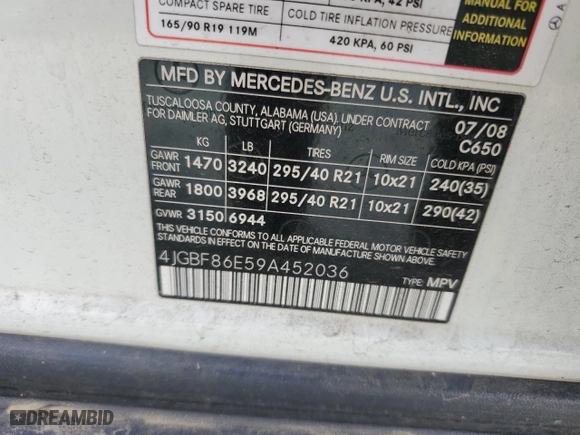 KPA, 42 PSI
COMPACT SPARE TIRE
COLD TIRE INFLATION PRESSURE
165/90 R19 119M
420 KPA, 60 PSI
MANUAL FOR
ADDITIONAL
INFORMATION
A
MFD BY MERCEDES-BENZ U.S. INTL., INC
TUSCALOOSA COUNTY, ALABAMA (USA), UNDER CONTRACT
FOR DAIMLER AG, STUTTGART (GERMANY)
07/08
C650
KG LB TIRES RIM SIZE COLD KPA (PSI)
GAWR FRONT 1470 3240 295/40 R21 10x21 240(35)
GAWR REAR 1800 3968 295/40 R21 10x21 290(42)
GVWR 3150 6944
THIS VEHICLE CONFORMS TO ALL APPLICABLE FEDERAL MOTOR VEHICLE SAFETY
STANDARDS IN EFFECT ON THE DATE OF MANUFACTURE SHOWN ABOVE.
4JGBF86E59A452036
TYPE: MPV
DREAMBID